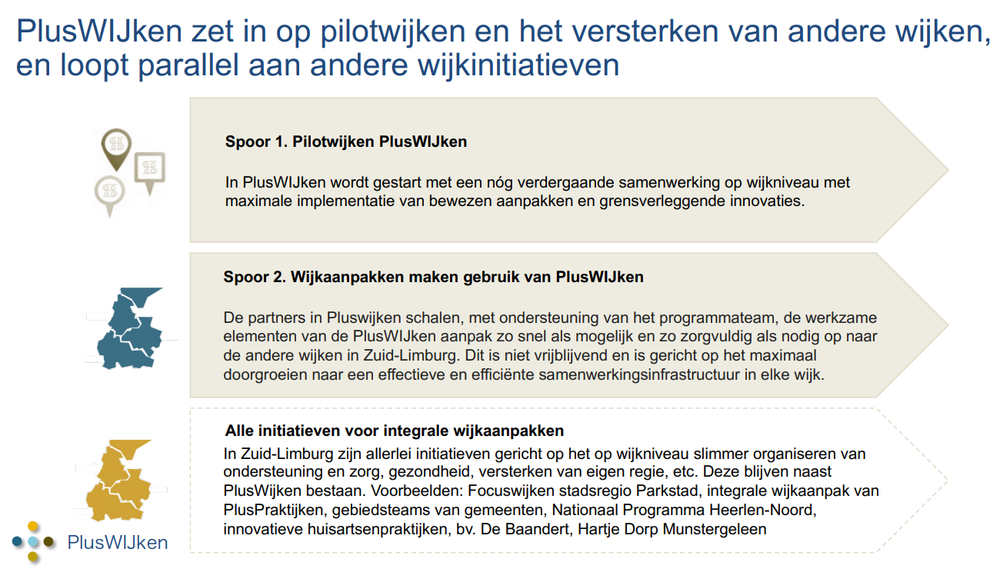 PlusWIJken zet in op pilotwijken en het versterken van andere wijken,
en loopt parallel aan andere wijkinitiatieven
Spoor 1. Pilotwijken PlusWIJken
In PlusWIJken wordt gestart met een nóg verdergaande samenwerking op wijkniveau met
maximale implementatie van bewezen aanpakken en grensverleggende innovaties.
Spoor 2. Wijkaanpakken maken gebruik van PlusWIJken
De partners in Pluswijken schalen, met ondersteuning van het programmateam, de werkzame
elementen van de PlusWIJken aanpak zo snel als mogelijk en zo zorgvuldig als nodig op naar
de andere wijken in Zuid-Limburg. Dit is niet vrijblijvend en is gericht op het maximaal
doorgroeien naar een effectieve en efficiënte samenwerkingsinfrastructuur in elke wijk.
Alle initiatieven voor integrale wijkaanpakken
In Zuid-Limburg zijn allerlei initiatieven gericht op het op wijkniveau slimmer organiseren van
ondersteuning en zorg, gezondheid, versterken van eigen regie, etc. Deze blijven naast
PlusWijken bestaan. Voorbeelden: Focuswijken stadsregio Parkstad, integrale wijkaanpak van
PlusPraktijken, gebiedsteams van gemeenten, Nationaal Programma Heerlen-Noord,
innovatieve huisartsenpraktijken, bv. De Baandert, Hartje Dorp Munstergeleen
PlusWIJken